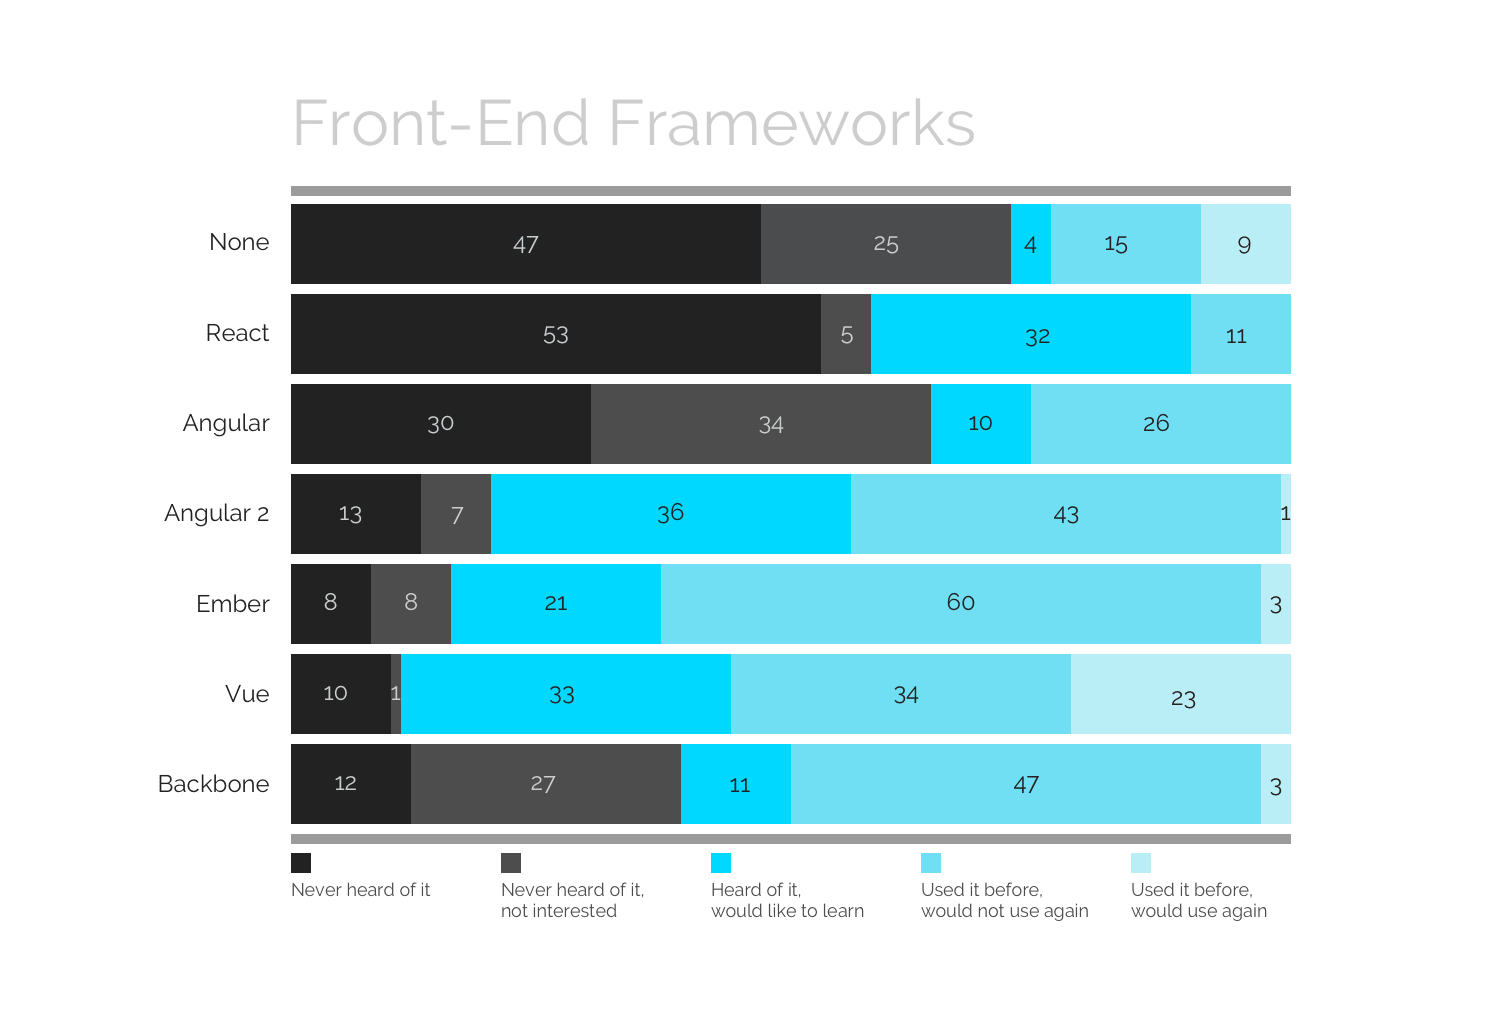 Front-End Frameworks
None 47 25 4 15 9
React 53 5 32 11
Angular 30 34 10 26
Angular 2 13 7 36 43 1
Ember 8 8 21 60 3
Vue 10 1 33 34 23
Backbone 12 27 11 47 3
Never heard of it
Never heard of it,
not interested
Heard of it,
would like to learn
Used it before,
would not use again
Used it before,
would use again